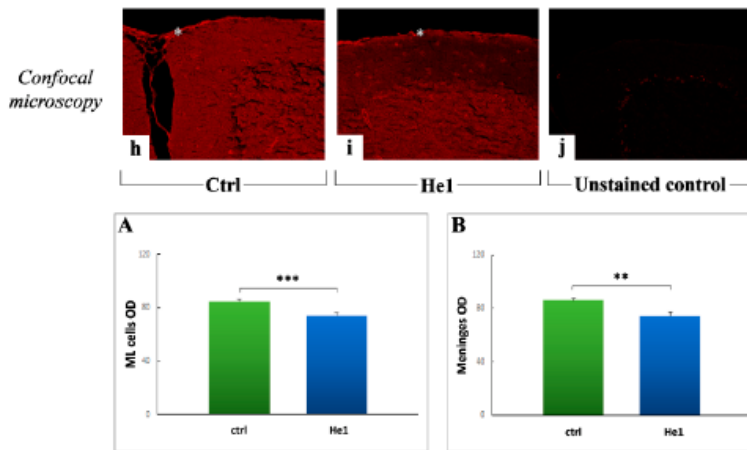 Confocal
microscopy
*
*
h
i
j
Ctrl
He1
Unstained control
A
120
80
40
0
ML cells OD
***
ctrl
He1
B
120
80
40
0
Meninges OD
**
ctrl
He1